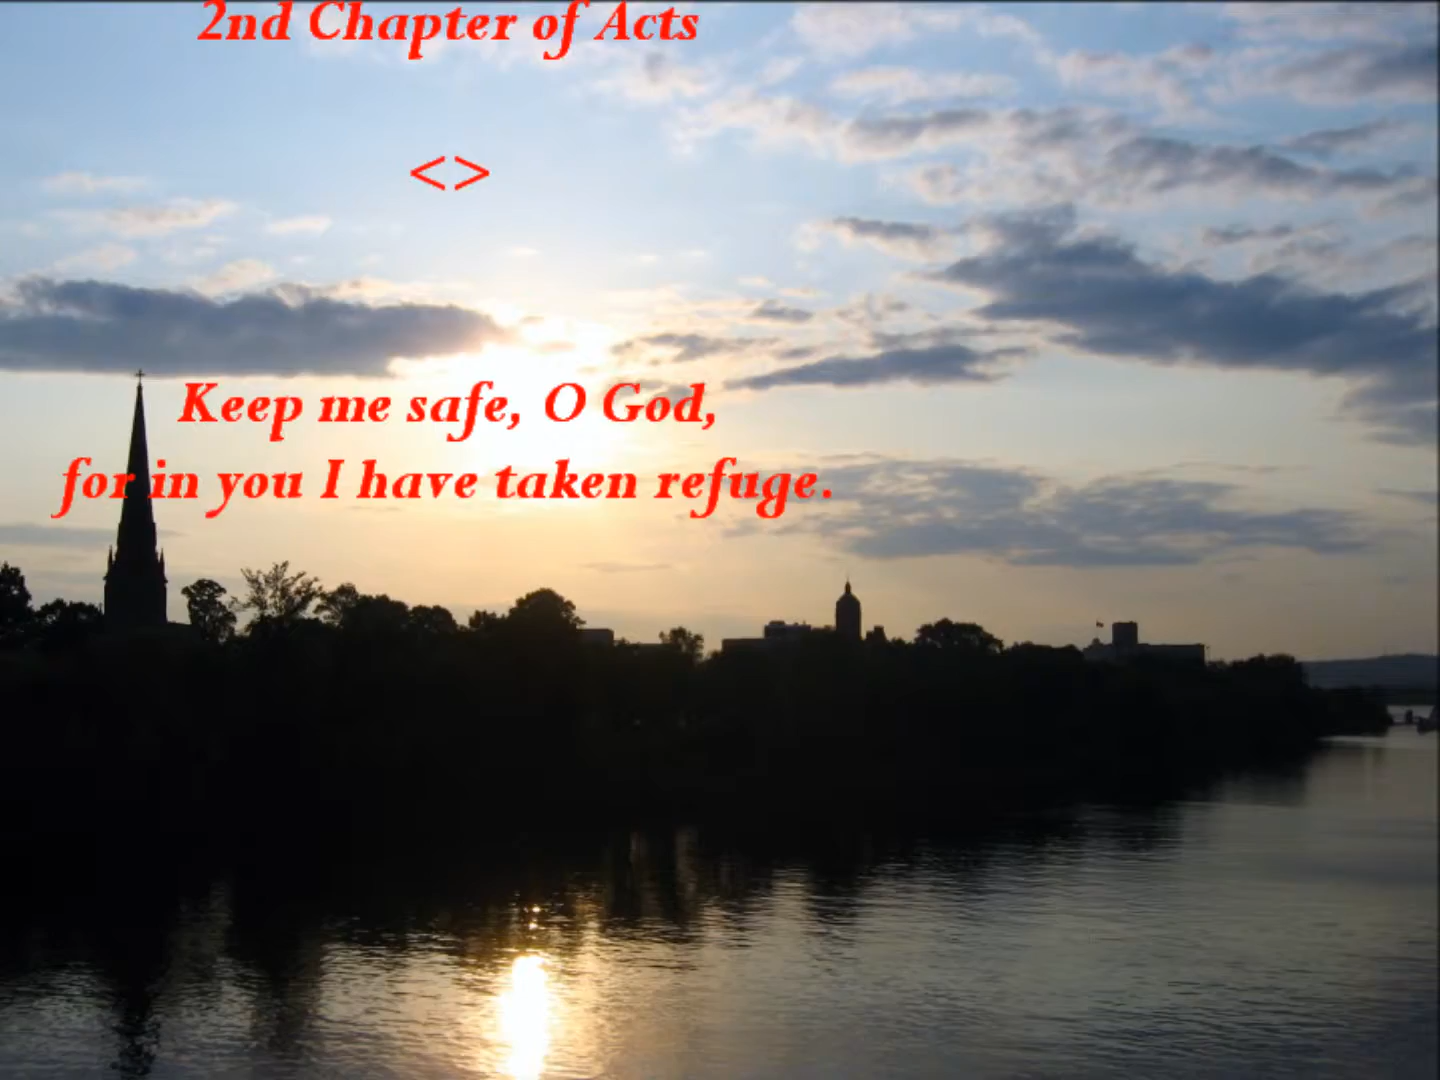 2nd Chapter of Acts
<>
Keep me safe, O God,
for in you I have taken refuge.